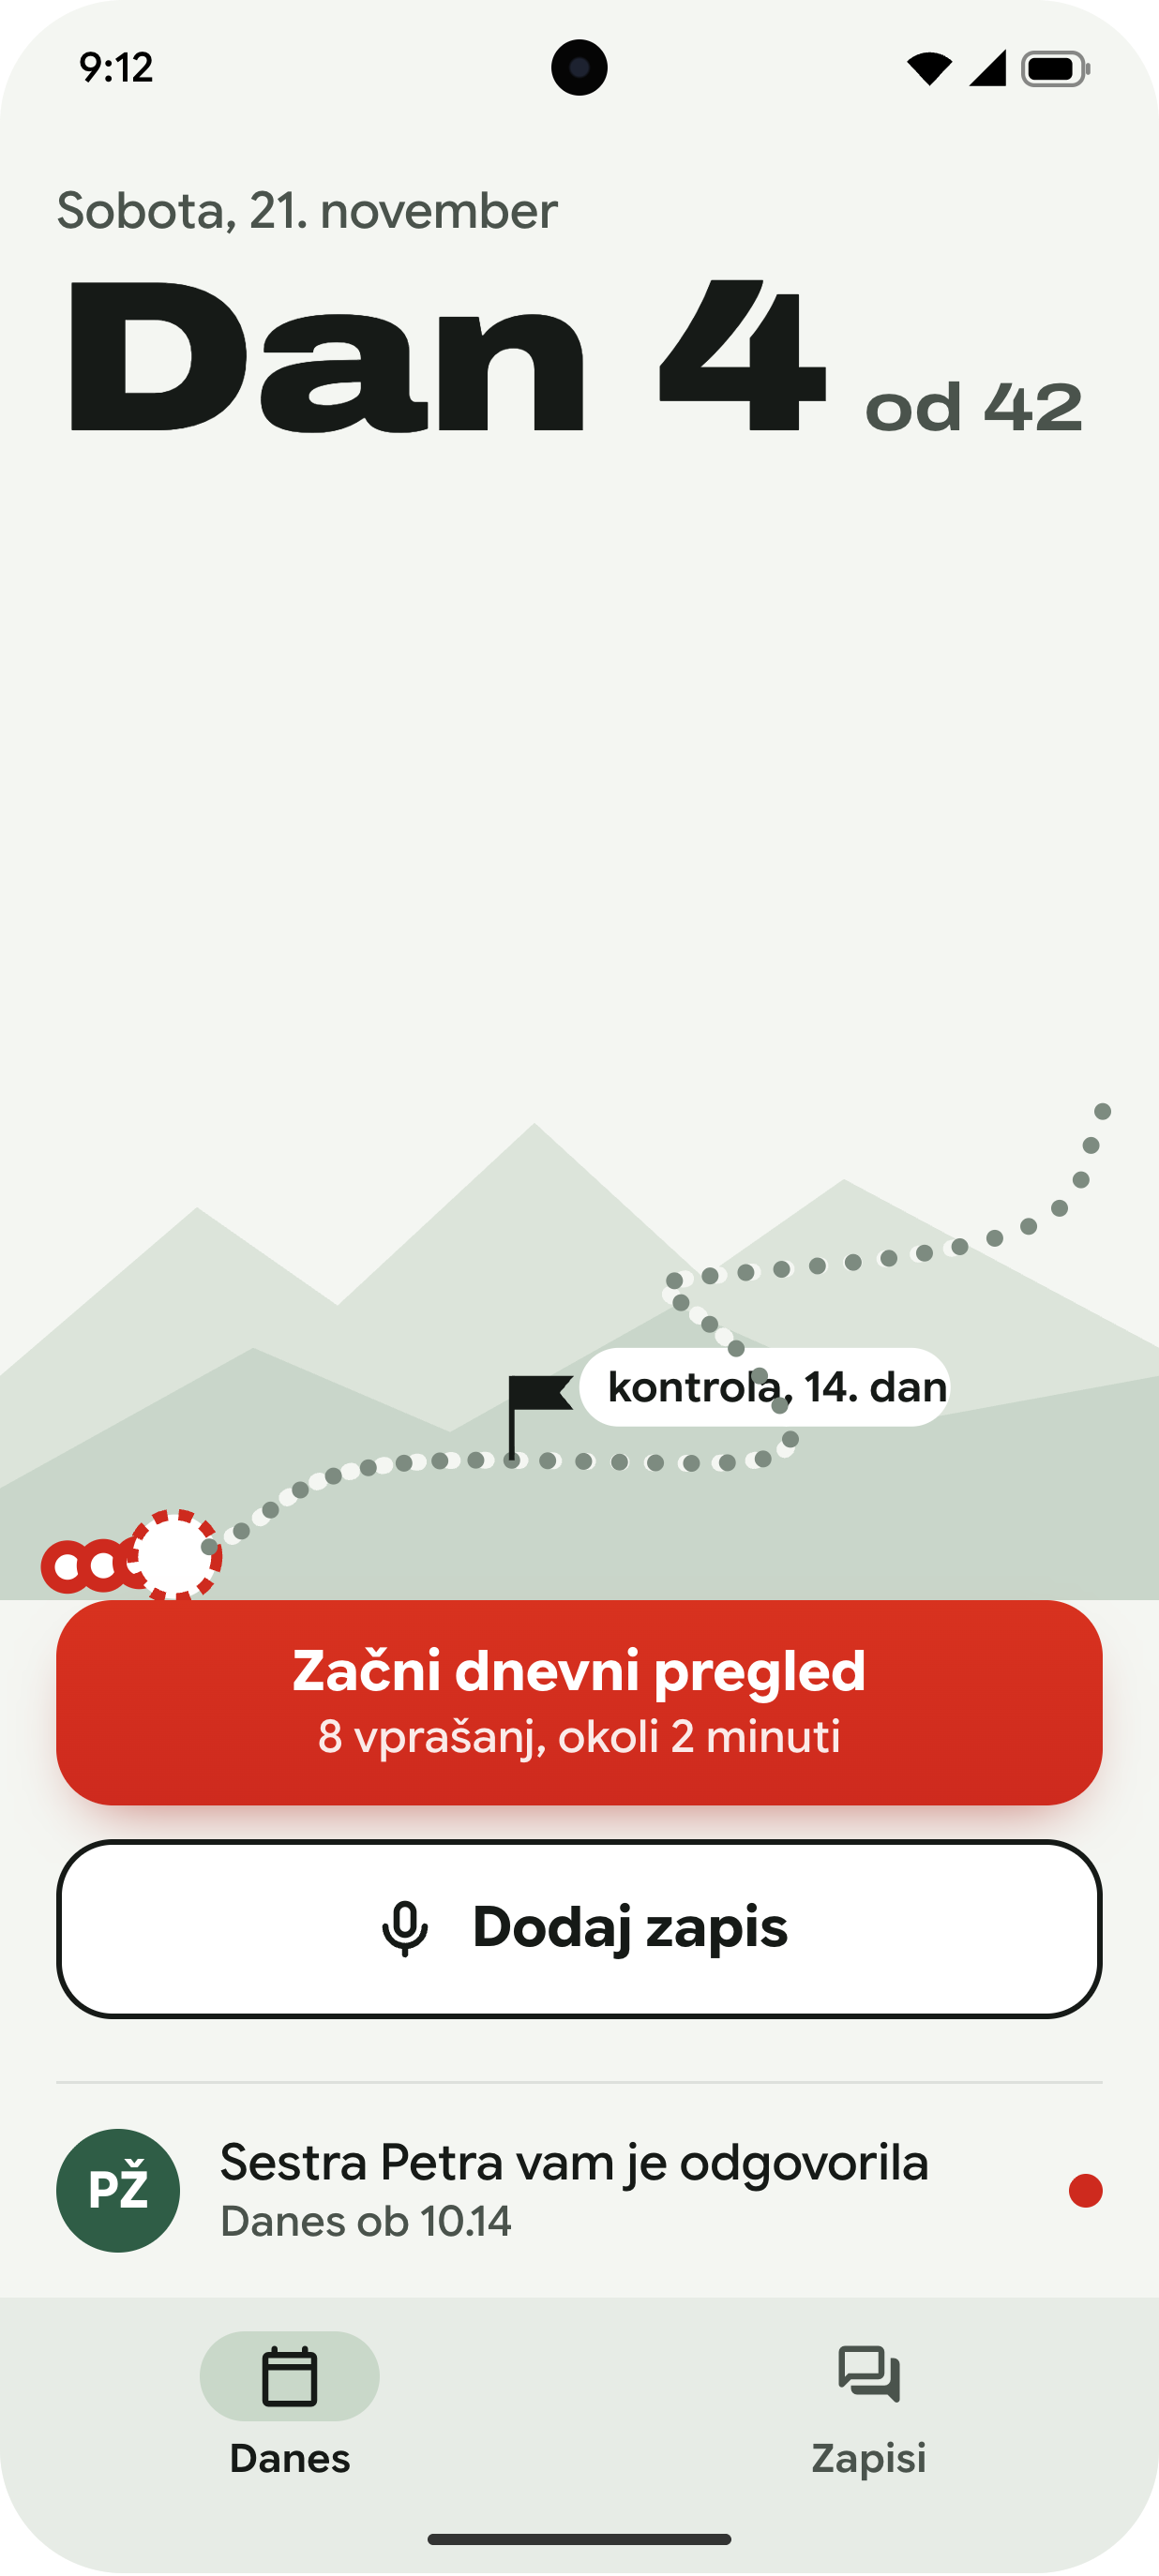 9:12
Sobota, 21. november
Dan 4 od 42
kontrola, 14. dan
Začni dnevni pregled
8 vprašanj, okoli 2 minuti
Dodaj zapis
PŽ
Sestra Petra vam je odgovorila
Danes ob 10.14
Danes
Zapisi